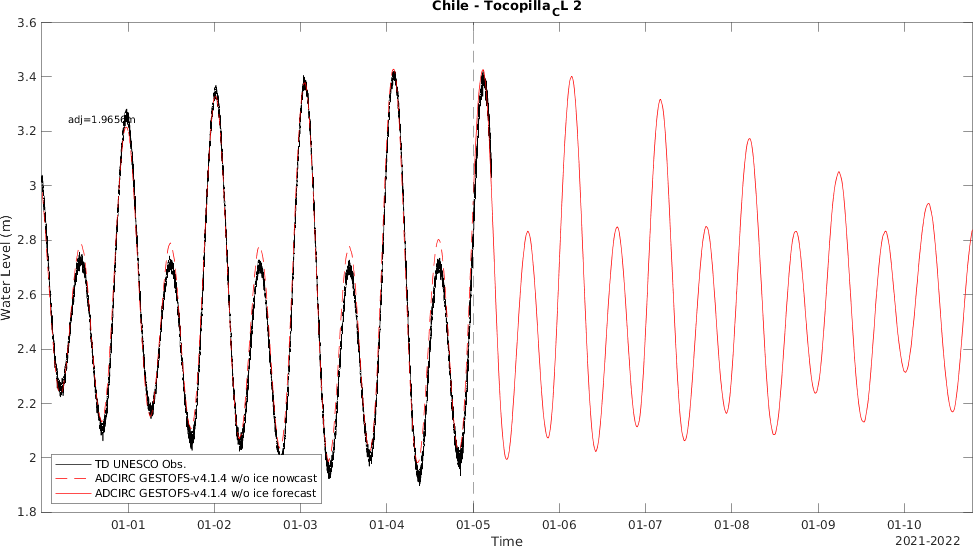 Chile - Tocopilla_CL 2
3.6
3.4
3.2
3
2.8
2.6
2.4
2.2
2
1.8
Water Level (m)
adj=1.9656m
TD UNESCO Obs.
ADCIRC GESTOFS-v4.1.4 w/o ice nowcast
ADCIRC GESTOFS-v4.1.4 w/o ice forecast
01-01 01-02 01-03 01-04 01-05 01-06 01-07 01-08 01-09 01-10
Time
2021-2022